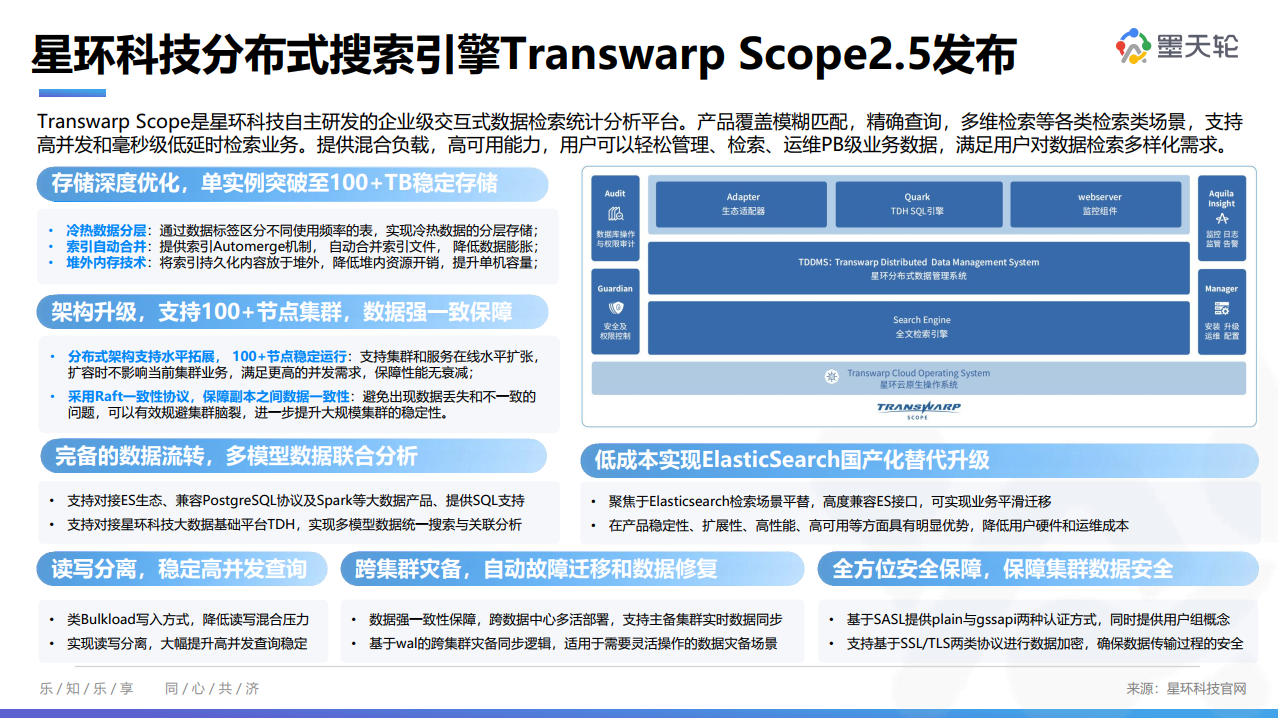 星环科技分布式搜索引擎Transwarp Scope2.5发布
墨天轮
Transwarp Scope是星环科技自主研发的企业级交互式数据检索统计分析平台。产品覆盖模糊匹配，精确查询，多维检索等各类检索类场景，支持
高并发和毫秒级低延时检索业务。提供混合负载，高可用能力，用户可以轻松管理、检索、运维PB级业务数据，满足用户对数据检索多样化需求。
存储深度优化，单实例突破至100+TB稳定存储
• 冷热数据分层：通过数据标签区分不同使用频率的表，实现冷热数据的分层存储；
• 索引自动合并：提供索引Automerge机制， 自动合并索引文件， 降低数据膨胀；
• 堆外内存技术：将索引持久化内容放于堆外，降低堆内资源开销，提升单机容量；
架构升级，支持100+节点集群，数据强一致保障
• 分布式架构支持水平拓展， 100+节点稳定运行：支持集群和服务在线水平扩张，
扩容时不影响当前集群业务，满足更高的并发需求，保障性能无衰减；
• 采用Raft一致性协议，保障副本之间数据一致性：避免出现数据丢失和不一致的
问题，可以有效规避集群脑裂，进一步提升大规模集群的稳定性。
完备的数据流转，多模型数据联合分析
• 支持对接ES生态、兼容PostgreSQL协议及Spark等大数据产品、提供SQL支持
• 支持对接星环科技大数据基础平台TDH，实现多模型数据统一搜索与关联分析
Audit
数据库操作
与权限审计
Guardian
安全及
权限控制
Adapter
生态适配器
Quark
TDH SQL引擎
webserver
监控组件
TDDMS：Transwarp Distributed Data Management System
星环分布式数据管理系统
Search Engine
全文检索引擎
Aquila
Insight
监控 日志
监管 告警
Manager
安装 升级
运维 配置
Transwarp Cloud Operating System
星环云原生操作系统
TRANSWARP
SCOPE
低成本实现ElasticSearch国产化替代升级
• 聚焦于Elasticsearch检索场景平替，高度兼容ES接口，可实现业务平滑迁移
• 在产品稳定性、扩展性、高性能、高可用等方面具有明显优势，降低用户硬件和运维成本
读写分离，稳定高并发查询
• 类Bulkload写入方式，降低读写混合压力
• 实现读写分离，大幅提升高并发查询稳定
跨集群灾备，自动故障迁移和数据修复
• 数据强一致性保障，跨数据中心多活部署，支持主备集群实时数据同步
• 基于wal的跨集群灾备同步逻辑，适用于需要灵活操作的数据灾备场景
全方位安全保障，保障集群数据安全
• 基于SASL提供plain与gssapi两种认证方式，同时提供用户组概念
• 支持基于SSL/TLS两类协议进行数据加密，确保数据传输过程的安全
乐 / 知 / 乐 / 享 同 / 心 / 共 / 济
来源：星环科技官网